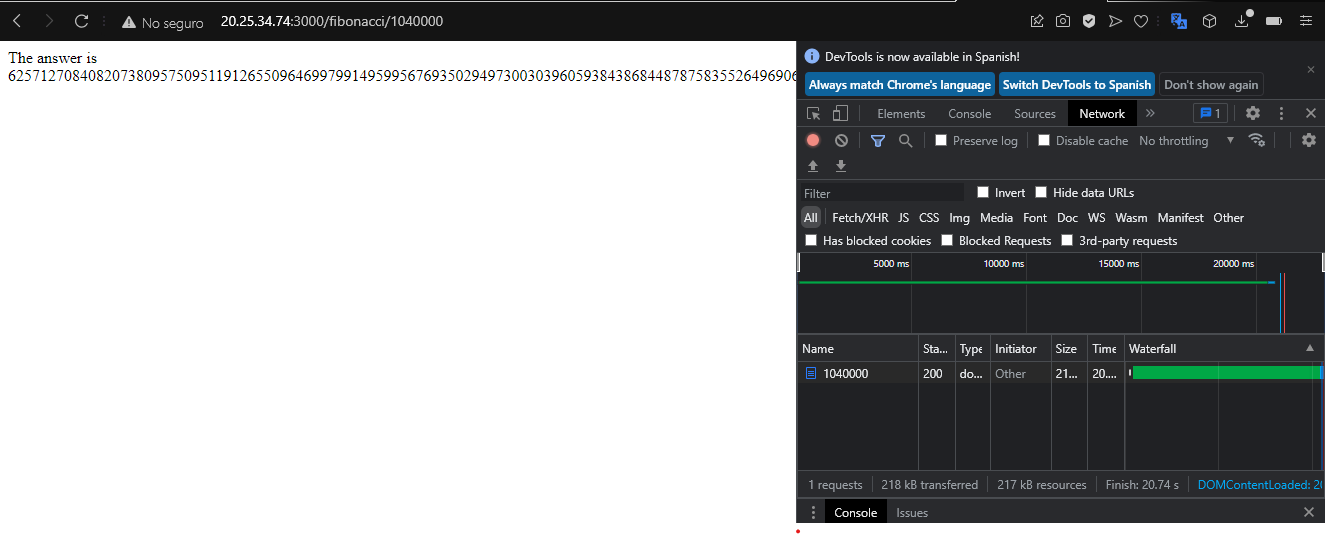 No seguro 20.25.34.74:3000/fibonacci/1040000
The answer is
DevTools is now available in Spanish!
Always match Chrome's language Switch DevTools to Spanish Don't show again
Elements Console Sources Network » 1
Preserve log Disable cache No throttling
Filter Invert Hide data URLs
All Fetch/XHR JS CSS Img Media Font Doc WS Wasm Manifest Other
Has blocked cookies Blocked Requests 3rd-party requests
5000 ms 10000 ms 15000 ms 20000 ms
Name Sta... Type Initiator Size Time Waterfall
1040000 200 do... Other 21... 20....
1 requests 218 kB transferred 217 kB resources Finish: 20.74 s DOMContentLoaded: 20
Console Issues